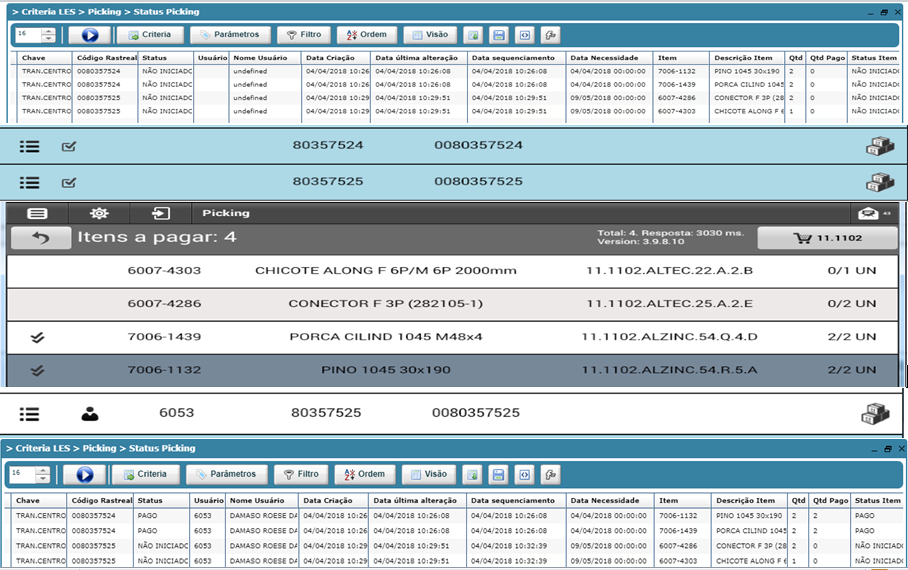 > Criteria LES > Picking > Status Picking
16 Criteria Parâmetros Filtro Ordem Visão
Chave Código Rastreal Status Usuário Nome Usuário Data Criação Data última alteração Data sequenciamento Data Necessidade Item Descrição Item Qtd Qtd Pago Status Item
TRAN.CENTRO 0080357524 NÃO INICIADO undefined 04/04/2018 10:26 04/04/2018 10:26:08 04/04/2018 10:26:08 04/04/2018 00:00:00 7006-1132 PINO 1045 30x190 2 0 NÃO INICIADO
TRAN.CENTRO 0080357524 NÃO INICIADO undefined 04/04/2018 10:26 04/04/2018 10:26:08 04/04/2018 10:26:08 04/04/2018 00:00:00 7006-1439 PORCA CILIND 1045 2 0 NÃO INICIADO
TRAN.CENTRO 0080357525 NÃO INICIADO undefined 04/04/2018 10:29 04/04/2018 10:29:51 04/04/2018 10:29:51 09/05/2018 00:00:00 6007-4286 CONECTOR F 3P (28 2 0 NÃO INICIADO
TRAN.CENTRO 0080357525 NÃO INICIADO undefined 04/04/2018 10:29 04/04/2018 10:29:51 04/04/2018 10:29:51 09/05/2018 00:00:00 6007-4303 CHICOTE ALONG F 6 1 0 NÃO INICIADO
80357524 0080357524
80357525 0080357525
Picking 43
Itens a pagar: 4 Total: 4. Resposta: 3030 ms. 11.1102
Version: 3.9.8.10
6007-4303 CHICOTE ALONG F 6P/M 6P 2000mm 11.1102.ALTEC.22.A.2.B 0/1 UN
6007-4286 CONECTOR F 3P (282105-1) 11.1102.ALTEC.25.A.2.E 0/2 UN
7006-1439 PORCA CILIND 1045 M48x4 11.1102.ALZINC.54.Q.4.D 2/2 UN
7006-1132 PINO 1045 30x190 11.1102.ALZINC.54.R.5.A 2/2 UN
6053 80357525 0080357525
> Criteria LES > Picking > Status Picking
16 Criteria Parâmetros Filtro Ordem Visão
Chave Código Rastreal Status Usuário Nome Usuário Data Criação Data última alteração Data sequenciamento Data Necessidade Item Descrição Item Qtd Qtd Pago Status Item
TRAN.CENTRO 0080357524 PAGO 6053 DAMASO ROESE DA 04/04/2018 10:26 04/04/2018 10:26:08 04/04/2018 10:26:08 04/04/2018 00:00:00 7006-1132 PINO 1045 30x190 2 2 PAGO
TRAN.CENTRO 0080357524 PAGO 6053 DAMASO ROESE DA 04/04/2018 10:26 04/04/2018 10:26:08 04/04/2018 10:26:08 04/04/2018 00:00:00 7006-1439 PORCA CILIND 1045 2 2 PAGO
TRAN.CENTRO 0080357525 NÃO INICIADO 6053 DAMASO ROESE DA 04/04/2018 10:29 04/04/2018 10:29:51 04/04/2018 10:32:39 09/05/2018 00:00:00 6007-4286 CONECTOR F 3P (28 2 0 NÃO INICIADO
TRAN.CENTRO 0080357525 NÃO INICIADO 6053 DAMASO ROESE DA 04/04/2018 10:29 04/04/2018 10:29:51 04/04/2018 10:32:39 09/05/2018 00:00:00 6007-4303 CHICOTE ALONG F 6 1 0 NÃO INICIADO